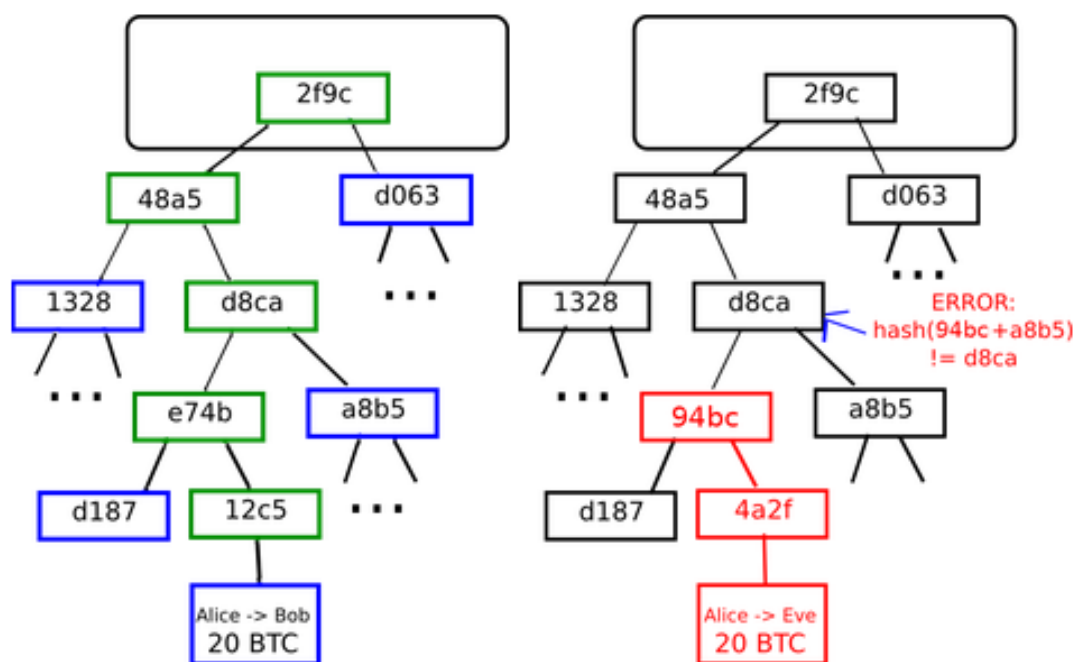 2f9c
48a5
d063
1328
d8ca
...
...
e74b
a8b5
d187
12c5
...
Alice -> Bob
20 BTC
2f9c
48a5
d063
1328
d8ca
...
ERROR:
hash(94bc+a8b5)
!= d8ca
...
94bc
a8b5
d187
4a2f
Alice -> Eve
20 BTC